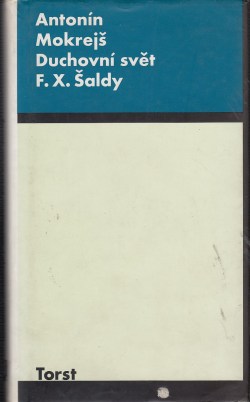 Antonín
Mokrejš
Duchovní svět
F. X. Šaldy
Torst